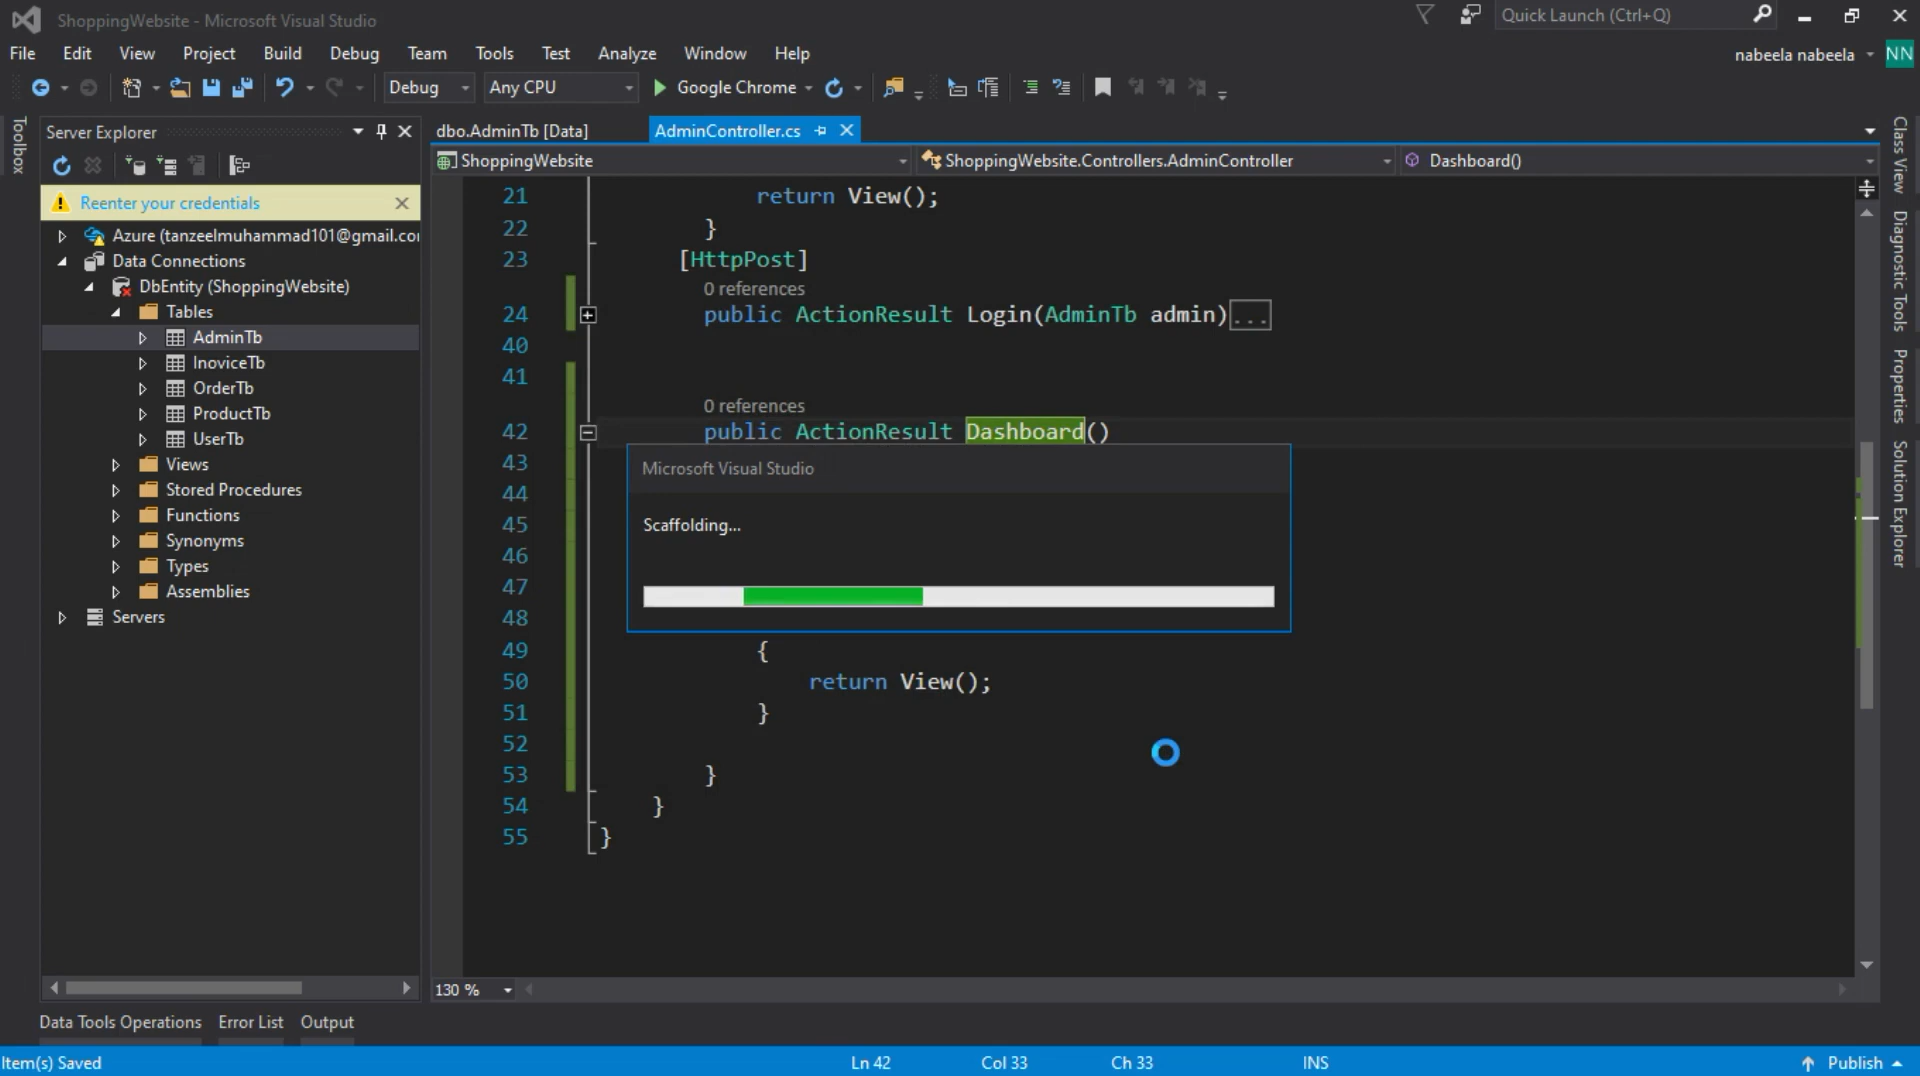 ShoppingWebsite - Microsoft Visual Studio
Quick Launch (Ctrl+Q)
File Edit View Project Build Debug Team Tools Test Analyze Window Help
nabeela nabeela NN
Debug Any CPU Google Chrome
Toolbox
Server Explorer
Reenter your credentials
Azure (tanzeelmuhammad101@gmail.co
Data Connections
DbEntity (ShoppingWebsite)
Tables
AdminTb
InoviceTb
OrderTb
ProductTb
UserTb
Views
Stored Procedures
Functions
Synonyms
Types
Assemblies
Servers
dbo.AdminTb [Data] AdminController.cs
ShoppingWebsite ShoppingWebsite.Controllers.AdminController Dashboard()
21 return View();
22 }
23 [HttpPost]
0 references
24 public ActionResult Login(AdminTb admin)...
40
41
0 references
42 public ActionResult Dashboard()
43
44
45
46
47
48
49 {
50 return View();
51 }
52
53 }
54 }
55 }
Microsoft Visual Studio
Scaffolding...
130 %
Class View
Diagnostic Tools
Properties
Solution Explorer
Data Tools Operations Error List Output
Item(s) Saved Ln 42 Col 33 Ch 33 INS Publish